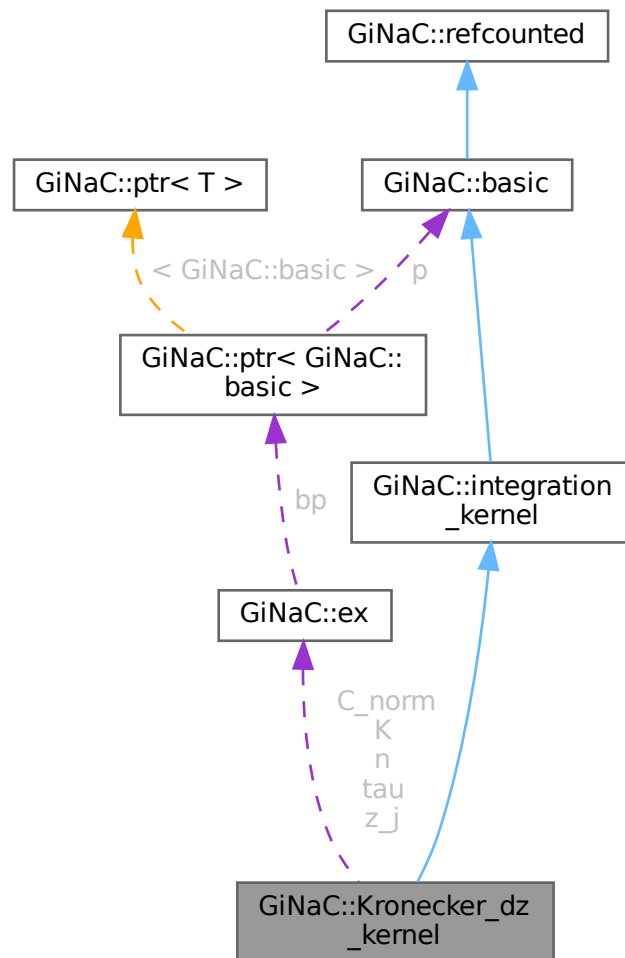 GiNaC::refcounted
GiNaC::ptr< T >
GiNaC::basic
< GiNaC::basic >
p
GiNaC::ptr< GiNaC::
basic >
GiNaC::integration
_kernel
bp
GiNaC::ex
C_norm
K
n
tau
z_j
GiNaC::Kronecker_dz
_kernel